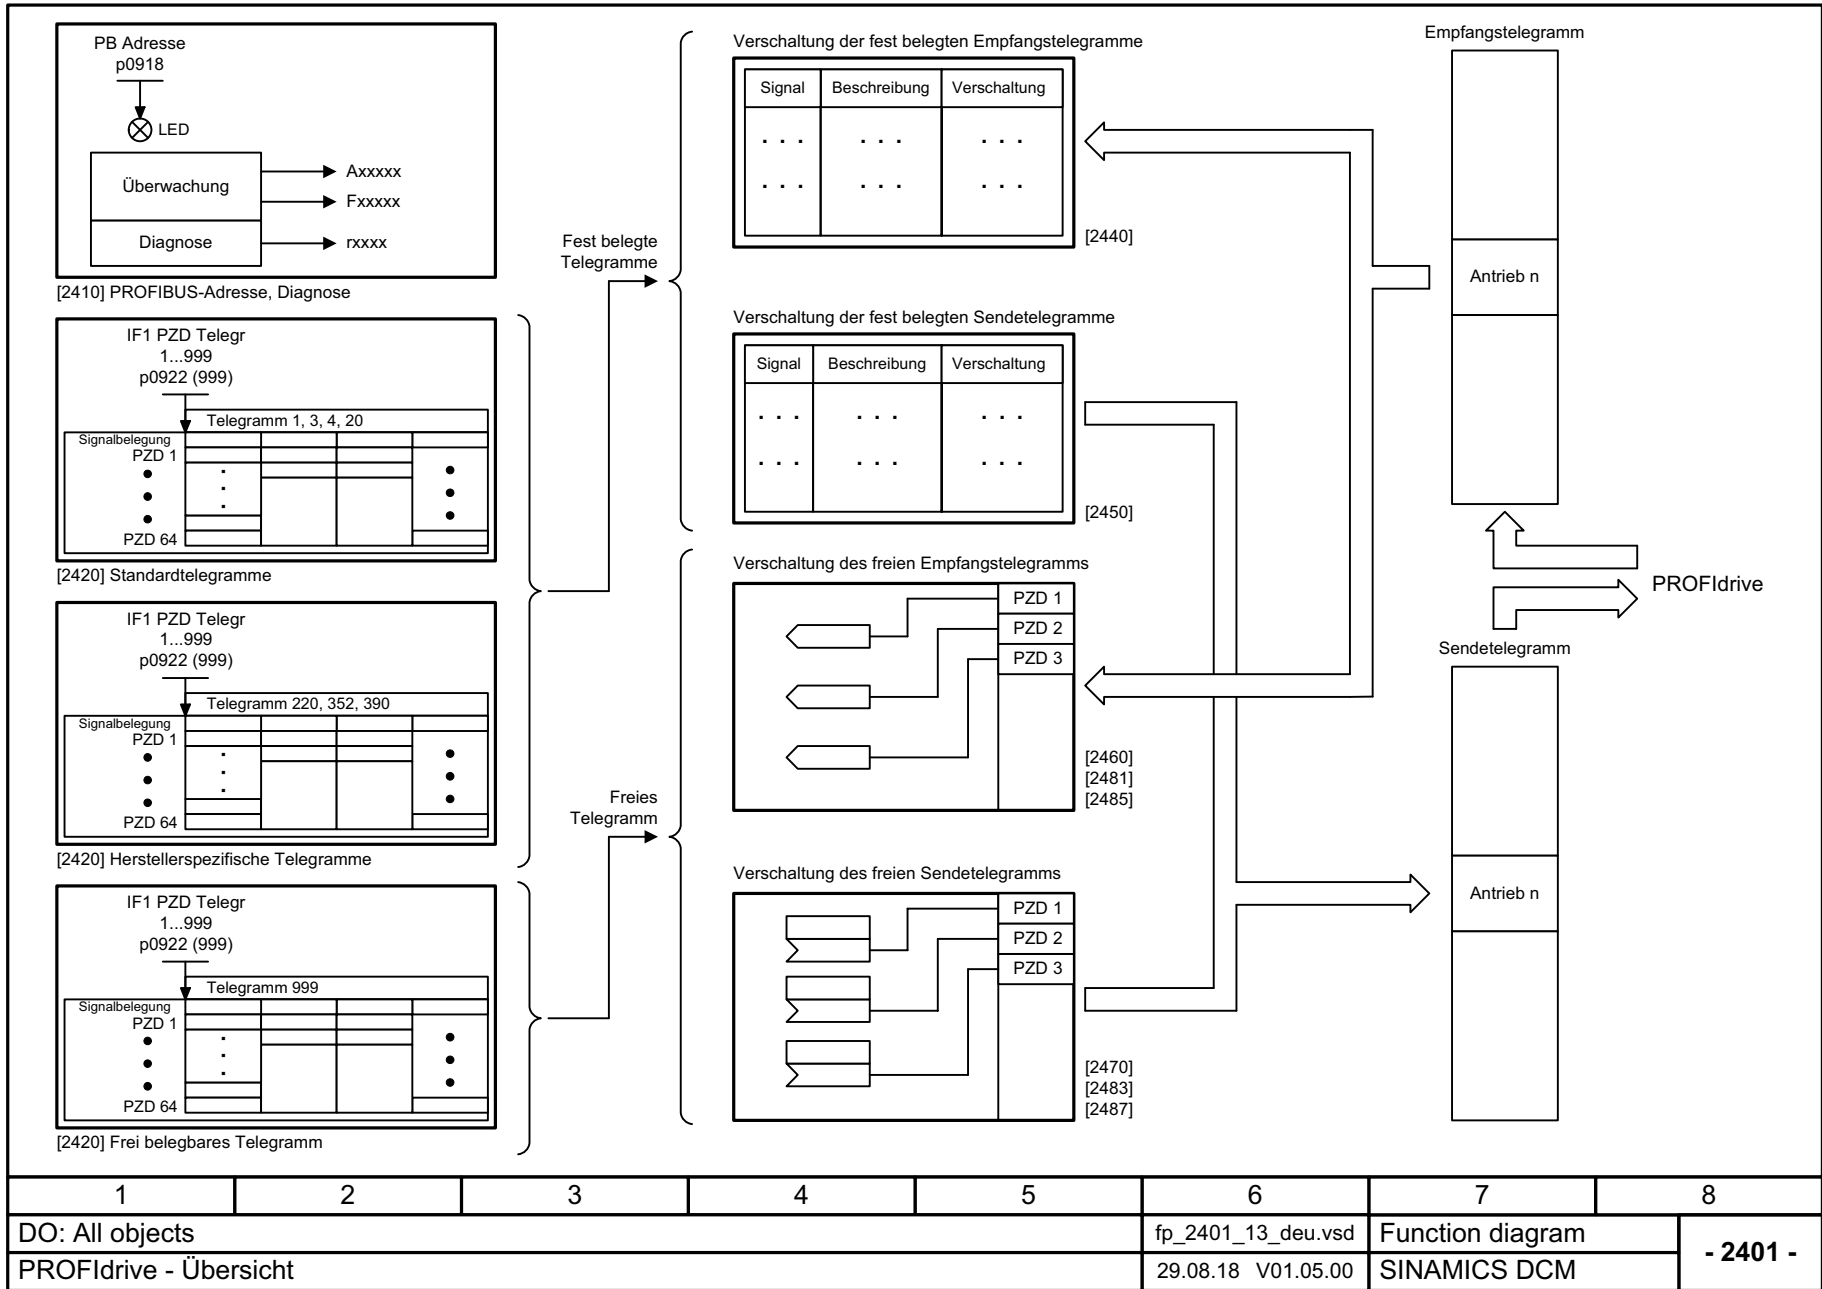 PB Adresse
p0918
LED
Überwachung
Axxxxx
Fxxxxx
Diagnose
rxxxx
[2410] PROFIBUS-Adresse, Diagnose
IF1 PZD Telegr
1...999
p0922 (999)
Telegramm 1, 3, 4, 20
Signalbelegung
PZD 1
PZD 64
[2420] Standardtelegramme
IF1 PZD Telegr
1...999
p0922 (999)
Telegramm 220, 352, 390
Signalbelegung
PZD 1
PZD 64
[2420] Herstellerspezifische Telegramme
IF1 PZD Telegr
1...999
p0922 (999)
Telegramm 999
Signalbelegung
PZD 1
PZD 64
[2420] Frei belegbares Telegramm
Fest belegte
Telegramme
Freies
Telegramm
Verschaltung der fest belegten Empfangstelegramme
Signal Beschreibung Verschaltung
. . . . . . . . .
. . . . . . . . .
[2440]
Verschaltung der fest belegten Sendetelegramme
Signal Beschreibung Verschaltung
. . . . . . . . .
. . . . . . . . .
[2450]
Verschaltung des freien Empfangstelegramms
PZD 1
PZD 2
PZD 3
[2460]
[2481]
[2485]
Verschaltung des freien Sendetelegramms
PZD 1
PZD 2
PZD 3
[2470]
[2483]
[2487]
Empfangstelegramm
Antrieb n
PROFIdrive
Sendetelegramm
Antrieb n
1 2 3 4 5 6 7 8
DO: All objects
fp_2401_13_deu.vsd
Function diagram
- 2401 -
PROFIdrive - Übersicht
29.08.18 V01.05.00
SINAMICS DCM